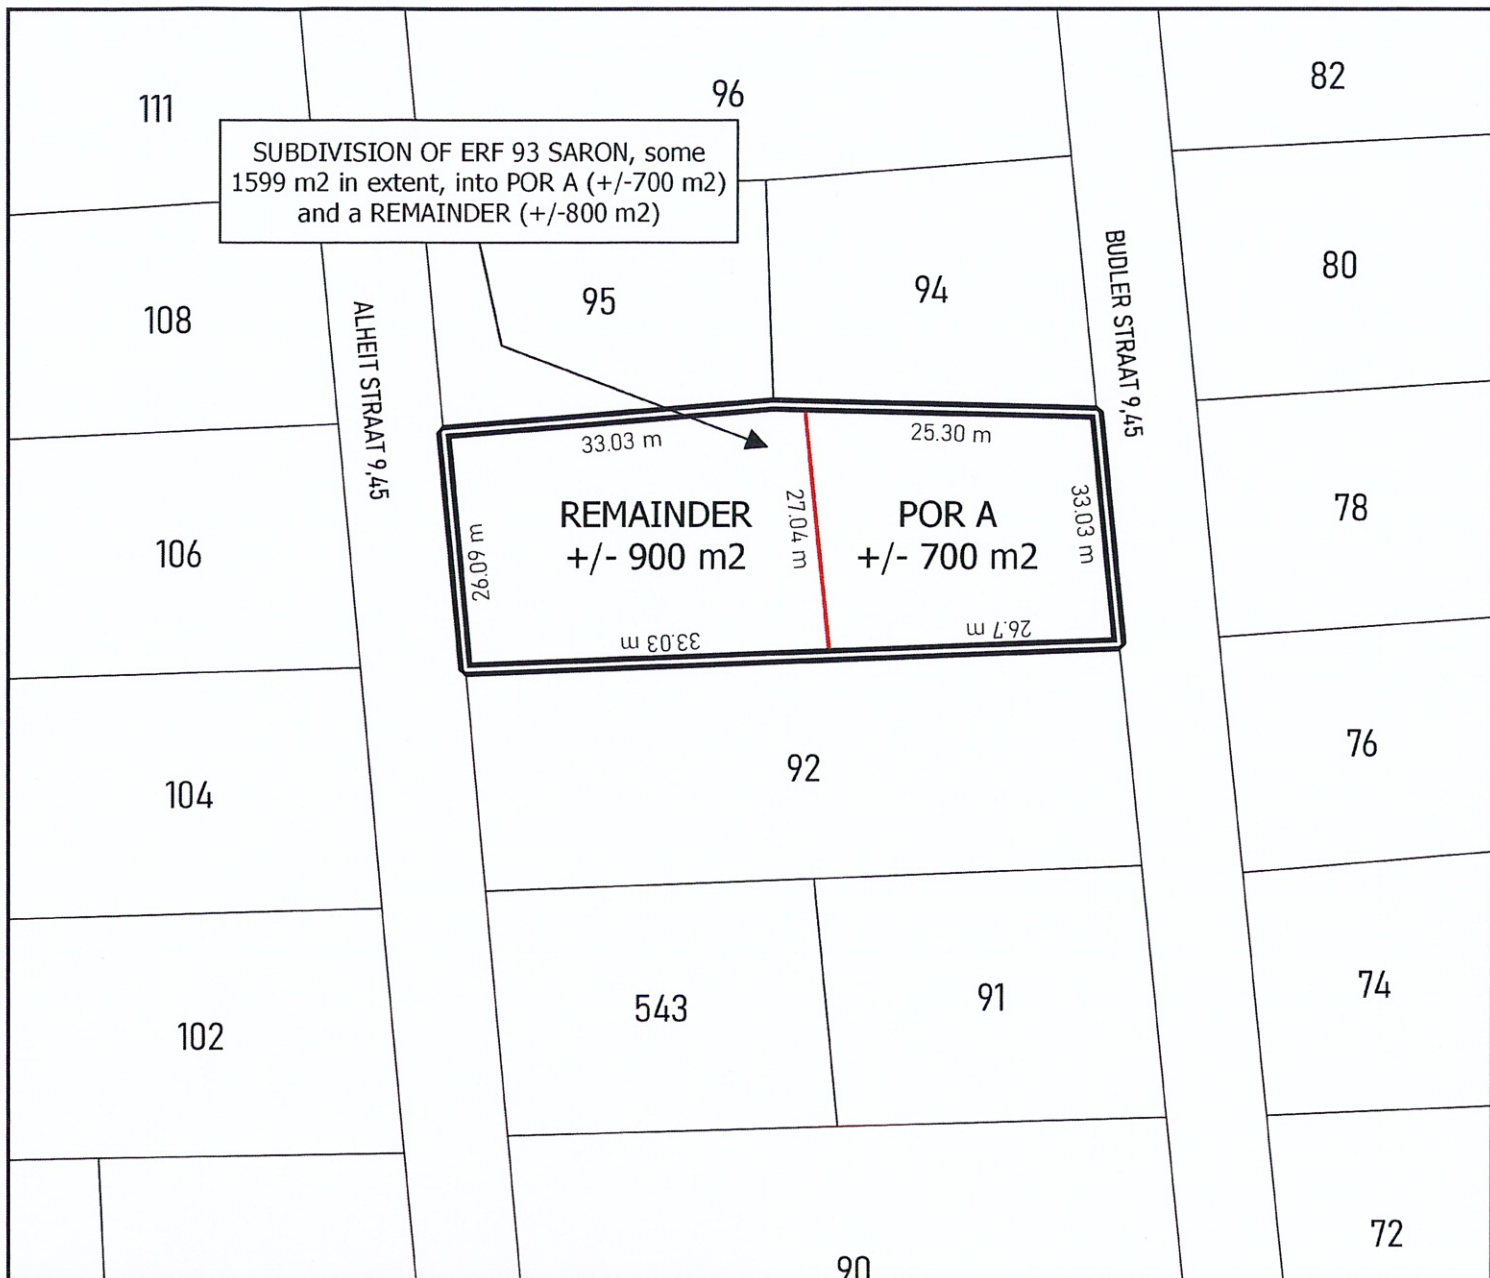 111
96
82
SUBDIVISION OF ERF 93 SARON, some
1599 m2 in extent, into POR A (+/-700 m2)
and a REMAINDER (+/-800 m2)
108
95
94
80
ALHEIT STRAAT 9,45
BUDLER STRAAT 9,45
33.03 m
25.30 m
106
26.09 m
REMAINDER
+/- 900 m2
27.04 m
POR A
+/- 700 m2
33.03 m
78
33.03 m
26.7 m
104
92
76
102
543
91
74
90
72